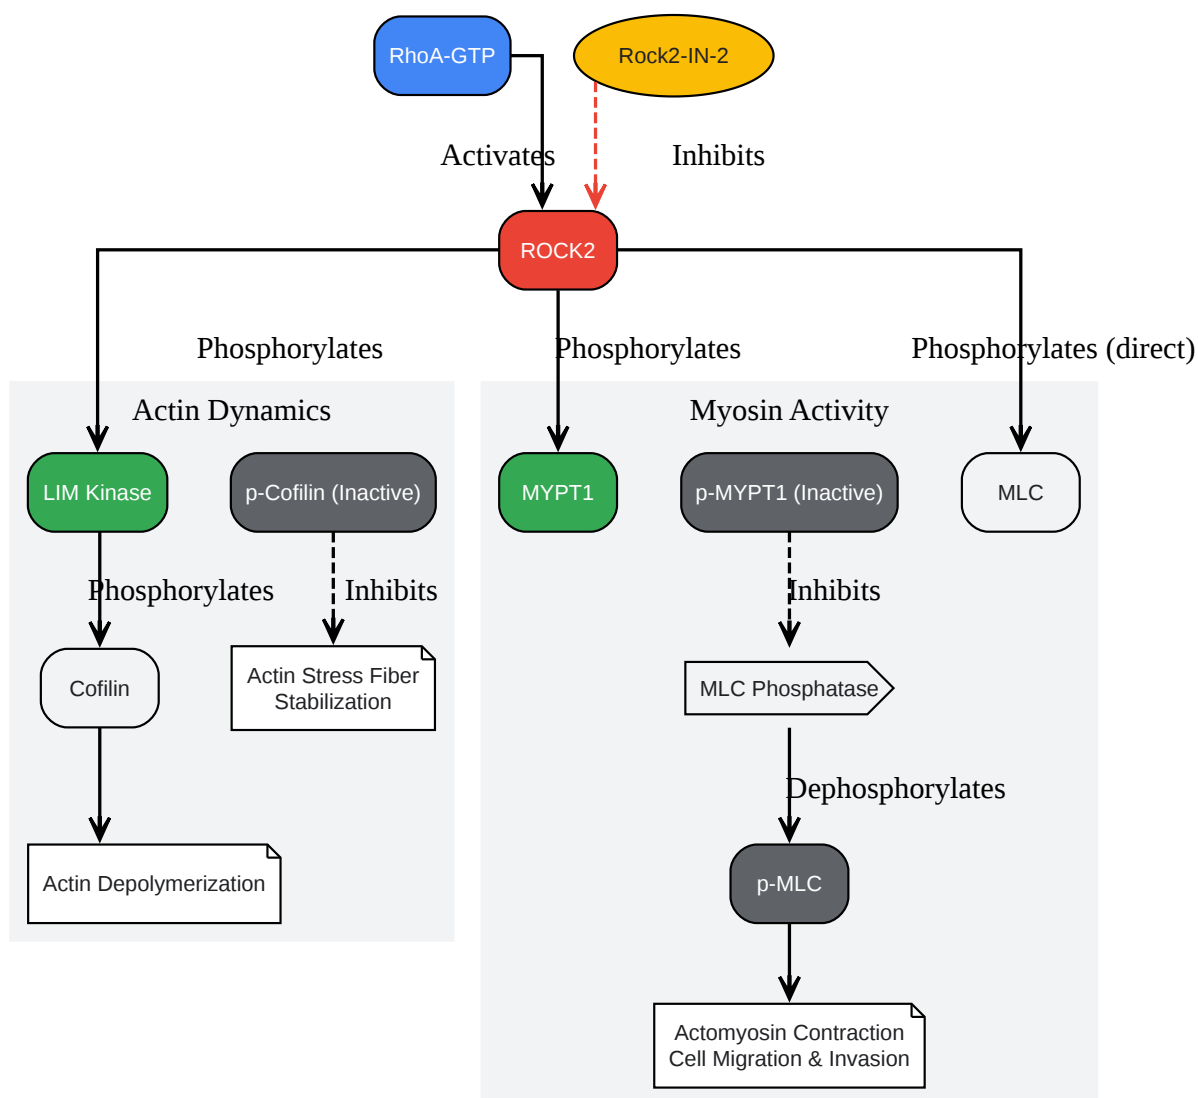 RhoA-GTP
Rock2-IN-2
Activates
Inhibits
ROCK2
Phosphorylates
Phosphorylates
Phosphorylates (direct)
Actin Dynamics
Myosin Activity
LIM Kinase
p-Cofilin (Inactive)
MYPT1
p-MYPT1 (Inactive)
MLC
Phosphorylates
Inhibits
Inhibits
Cofilin
Actin Stress Fiber
Stabilization
MLC Phosphatase
Dephosphorylates
Actin Depolymerization
p-MLC
Actomyosin Contraction
Cell Migration & Invasion